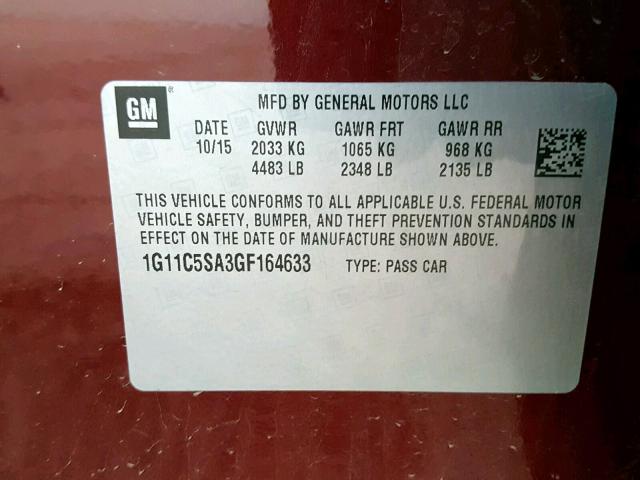 GM
MFD BY GENERAL MOTORS LLC
DATE GVWR GAWR FRT GAWR RR
10/15 2033 KG 1065 KG 968 KG
4483 LB 2348 LB 2135 LB
THIS VEHICLE CONFORMS TO ALL APPLICABLE U.S. FEDERAL MOTOR
VEHICLE SAFETY, BUMPER, AND THEFT PREVENTION STANDARDS IN
EFFECT ON THE DATE OF MANUFACTURE SHOWN ABOVE.
1G11C5SA3GF164633 TYPE: PASS CAR